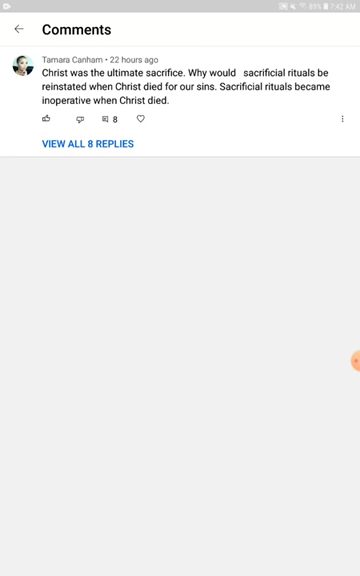 89% 7:42 AM
Comments
Tamara Canham • 22 hours ago
Christ was the ultimate sacrifice. Why would sacrificial rituals be
reinstated when Christ died for our sins. Sacrificial rituals became
inoperative when Christ died.
8
VIEW ALL 8 REPLIES